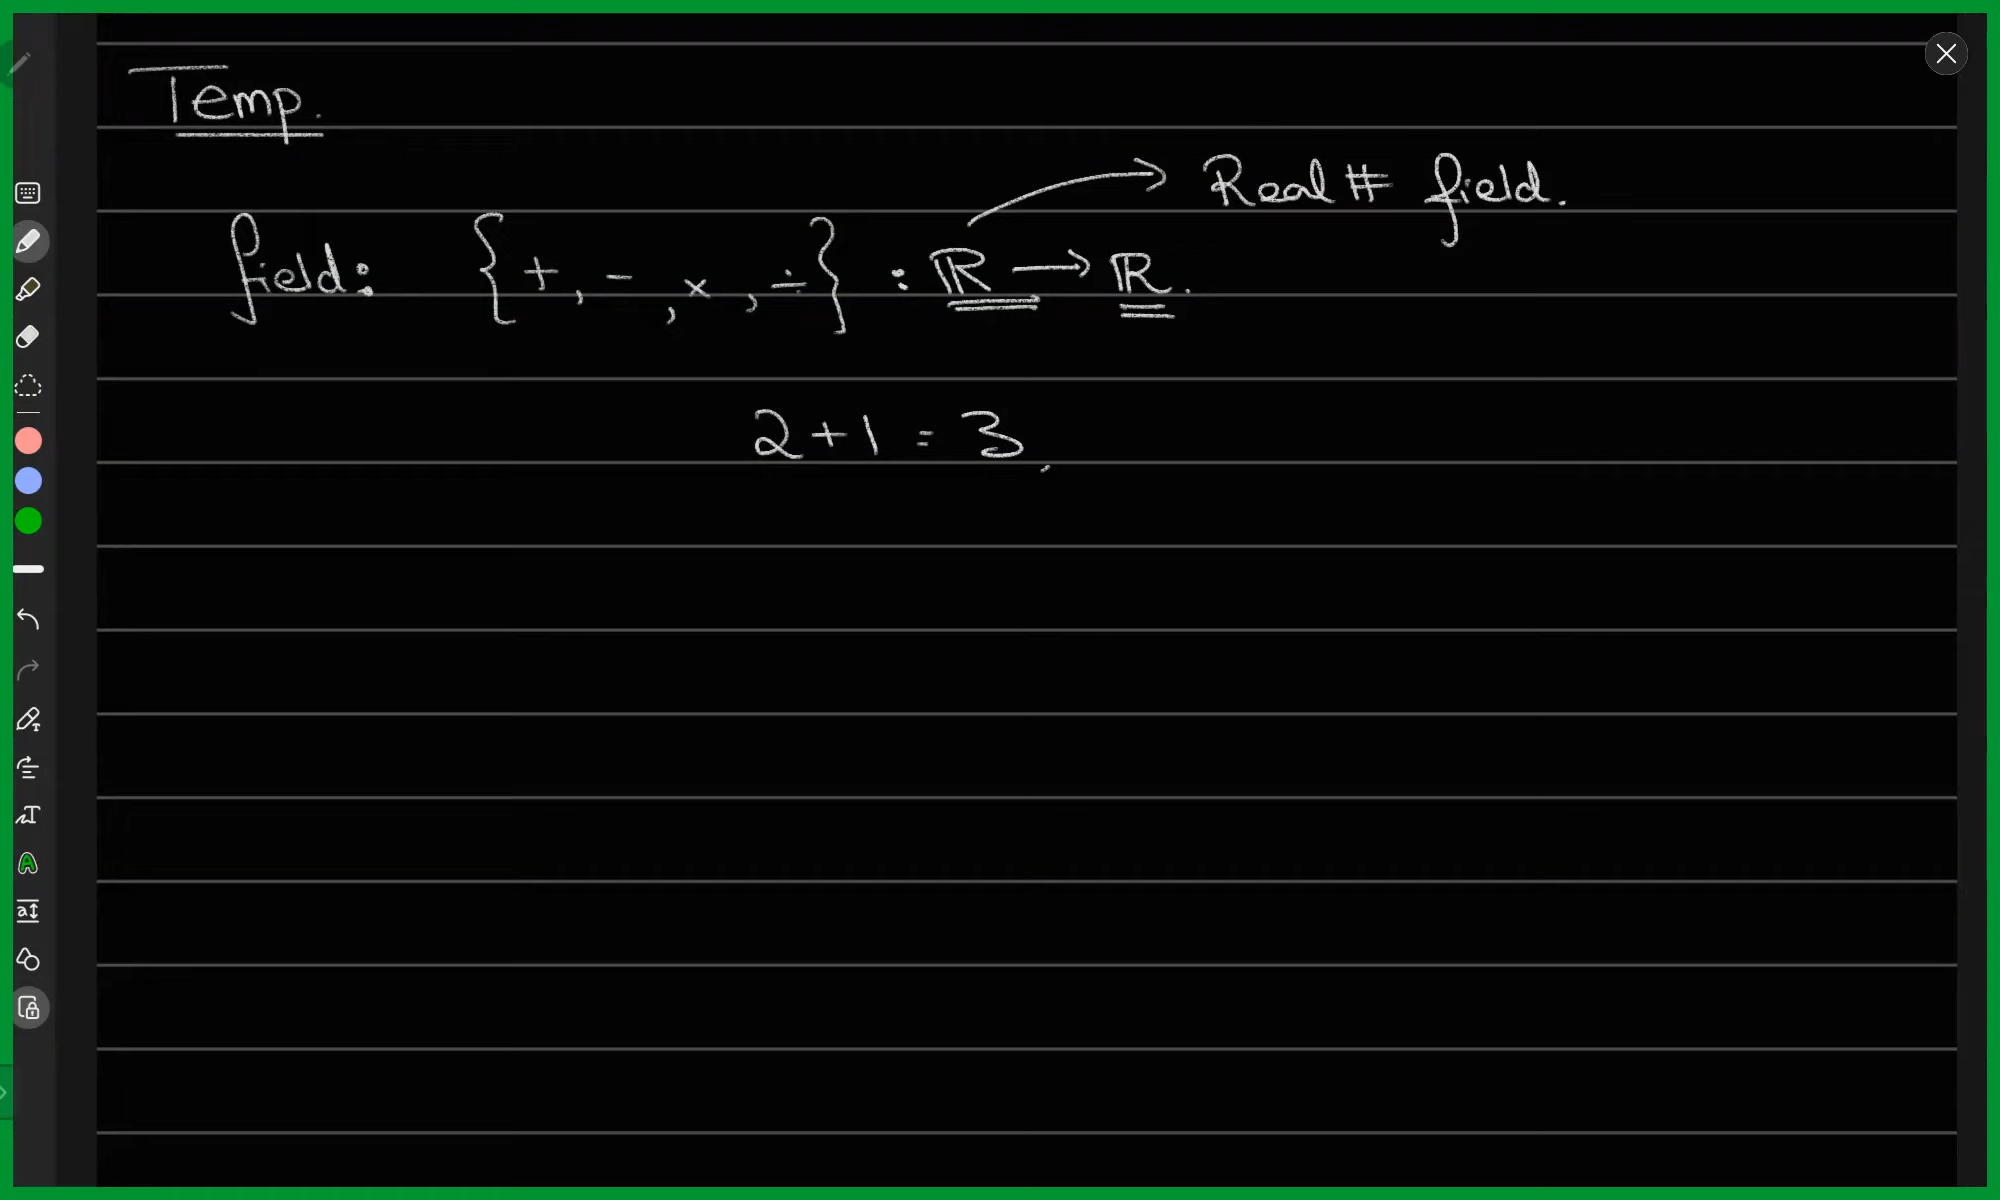 Temp.
Real # field.
field: {+, -, ×, ÷} : ℝ → ℝ.
2 + 1 = 3.